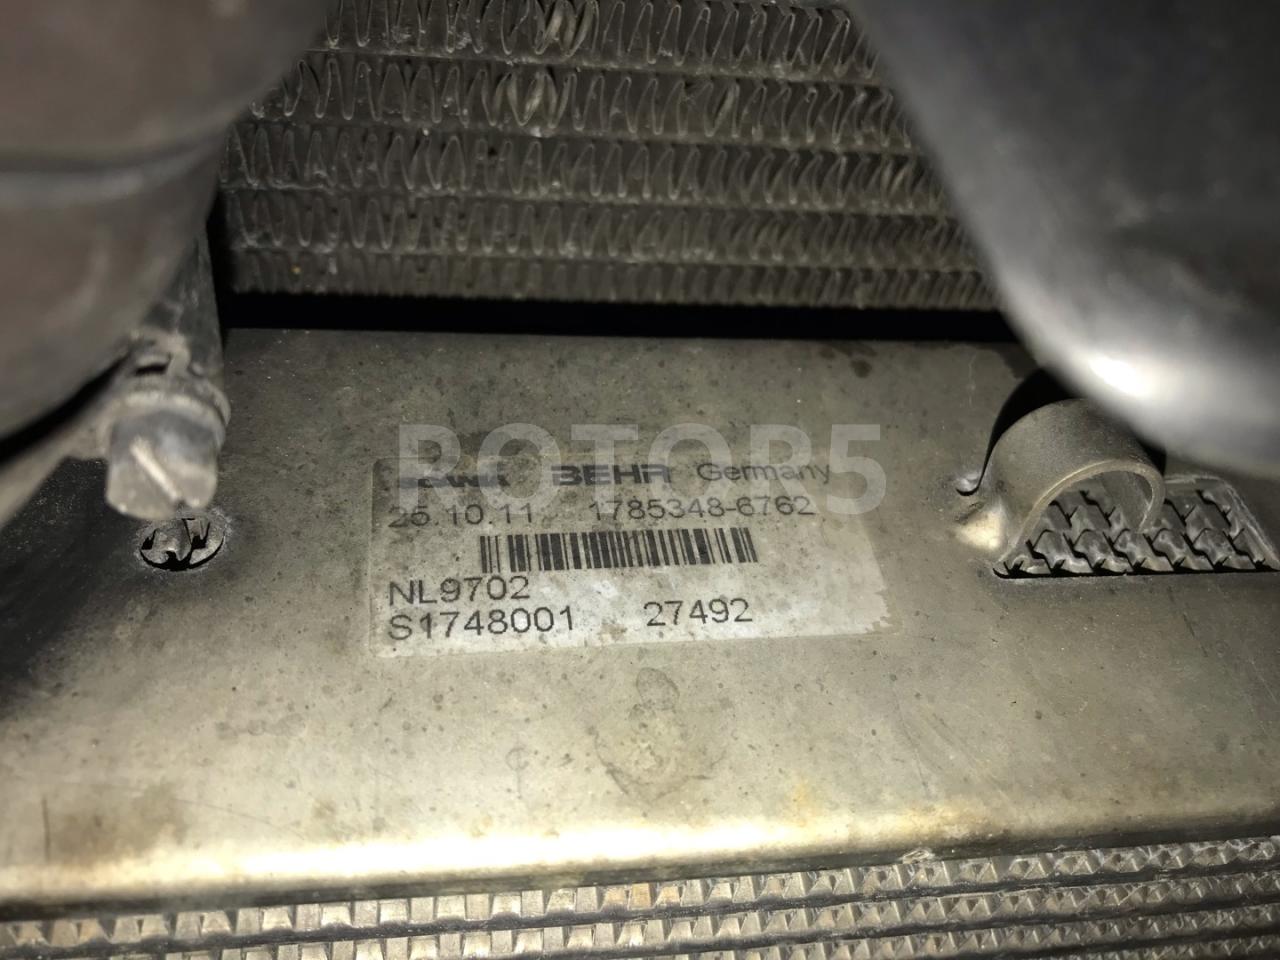 ROTOR5
BEHR Germany
25.10.11 1785348-6762
NL9702
S1748001 27492